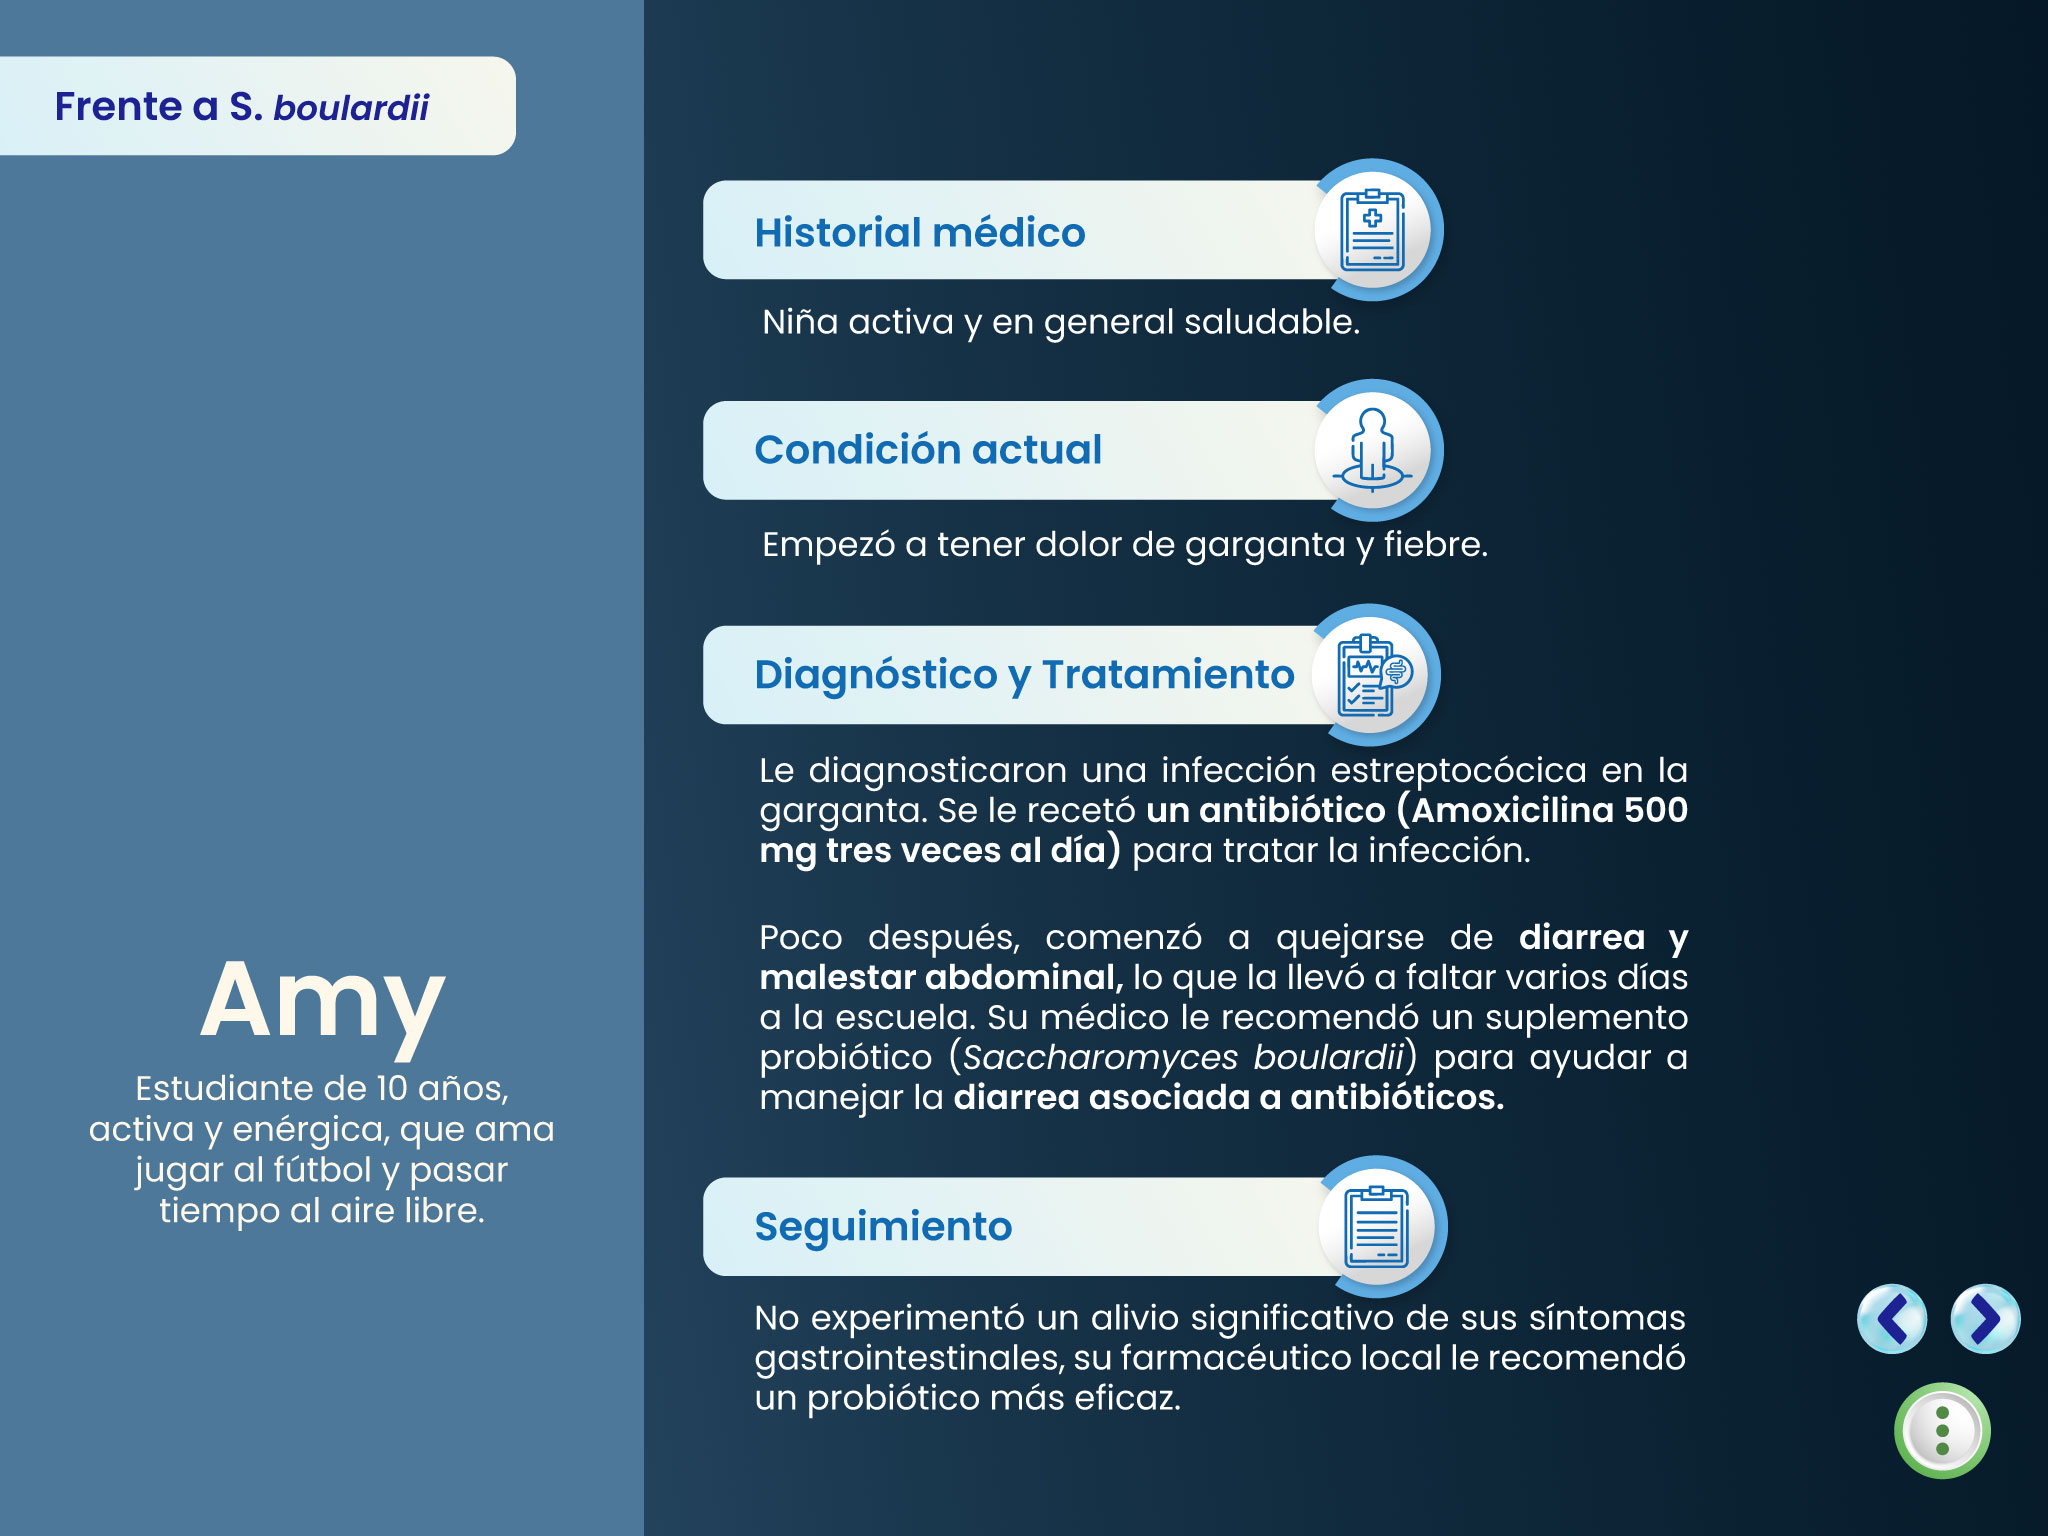 Frente a S. boulardii
Historial médico
Niña activa y en general saludable.
Condición actual
Empezó a tener dolor de garganta y fiebre.
Diagnóstico y Tratamiento
Le diagnosticaron una infección estreptocócica en la
garganta. Se le recetó un antibiótico (Amoxicilina 500
mg tres veces al día) para tratar la infección.
Poco después, comenzó a quejarse de diarrea y
malestar abdominal, lo que la llevó a faltar varios días
a la escuela. Su médico le recomendó un suplemento
probiótico (Saccharomyces boulardii) para ayudar a
manejar la diarrea asociada a antibióticos.
Seguimiento
No experimentó un alivio significativo de sus síntomas
gastrointestinales, su farmacéutico local le recomendó
un probiótico más eficaz.
Amy
Estudiante de 10 años,
activa y enérgica, que ama
jugar al fútbol y pasar
tiempo al aire libre.